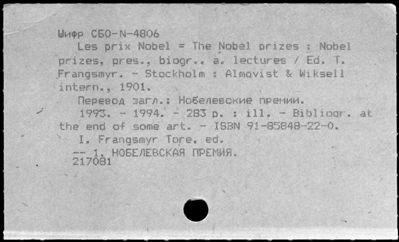 Шифр СБО-N-4806
Les prix Nobel = The Nobel prizes : Nobel
prizes, pres., biogr., a. lectures / Ed. T.
Frangsmyr. - Stockholm : Almqvist & Wiksell
intern., 1901.
Перевод загл.: Нобелевские премии.
1993. - 1994. - 283 p. : ill. - Bibliogr. at
the end of some art. - ISBN 91-85848-22-0.
I. Frangsmyr Tore, ed.
-- 1. НОБЕЛЕВСКАЯ ПРЕМИЯ.
217081